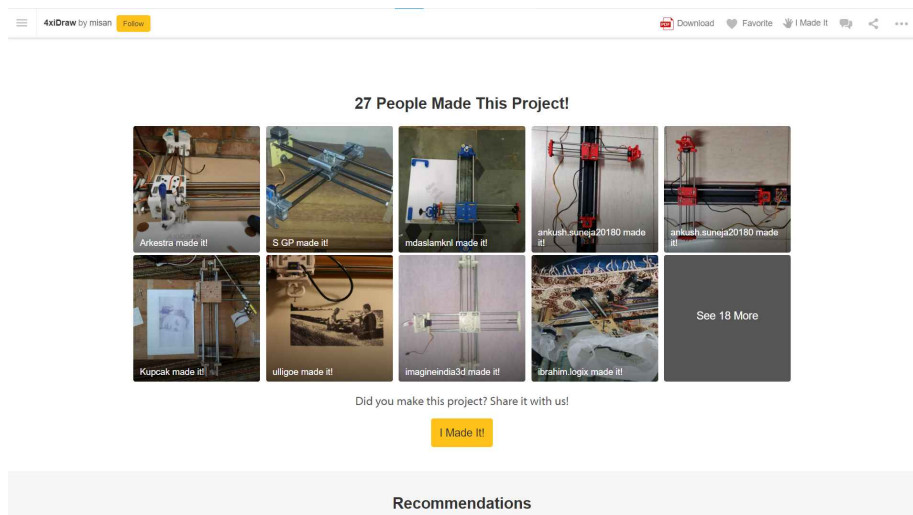 4xiDraw by misan Follow
PDF Download Favorite I Made It
27 People Made This Project!
Arkestra made it!
S GP made it!
mdaslamknl made it!
ankush.suneja20180 made
it!
ankush.suneja20180 made
it!
Kupcak made it!
ulligoe made it!
imagineindia3d made it!
ibrahim.logix made it!
See 18 More
Did you make this project? Share it with us!
I Made It!
Recommendations